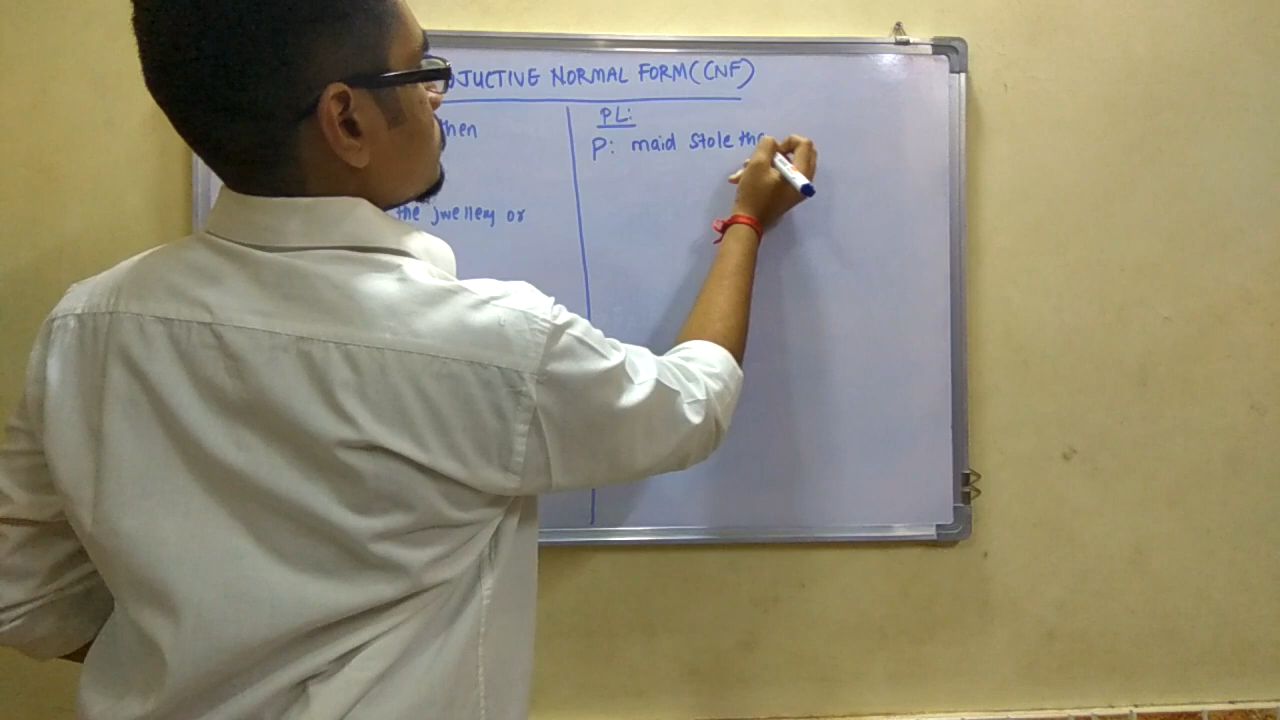 JUCTIVE NORMAL FORM (CNF)
then
the jwellery or
PL:
P: maid stole the